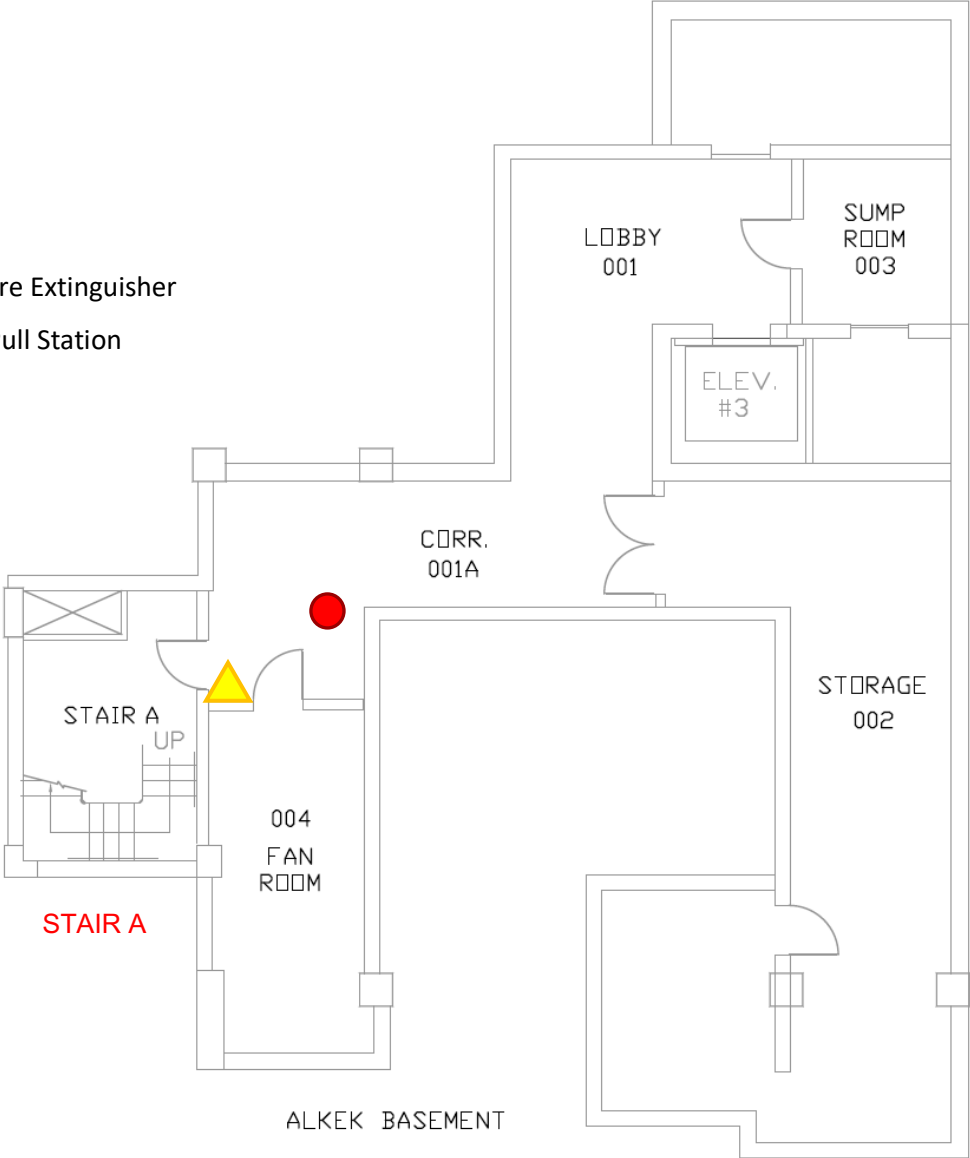 SUMP
ROOM
003
LOBBY
001
re Extinguisher
ull Station
ELEV.
#3
CORR.
001A
STORAGE
002
STAIR A
UP
004
FAN
ROOM
STAIR A
ALKEK BASEMENT